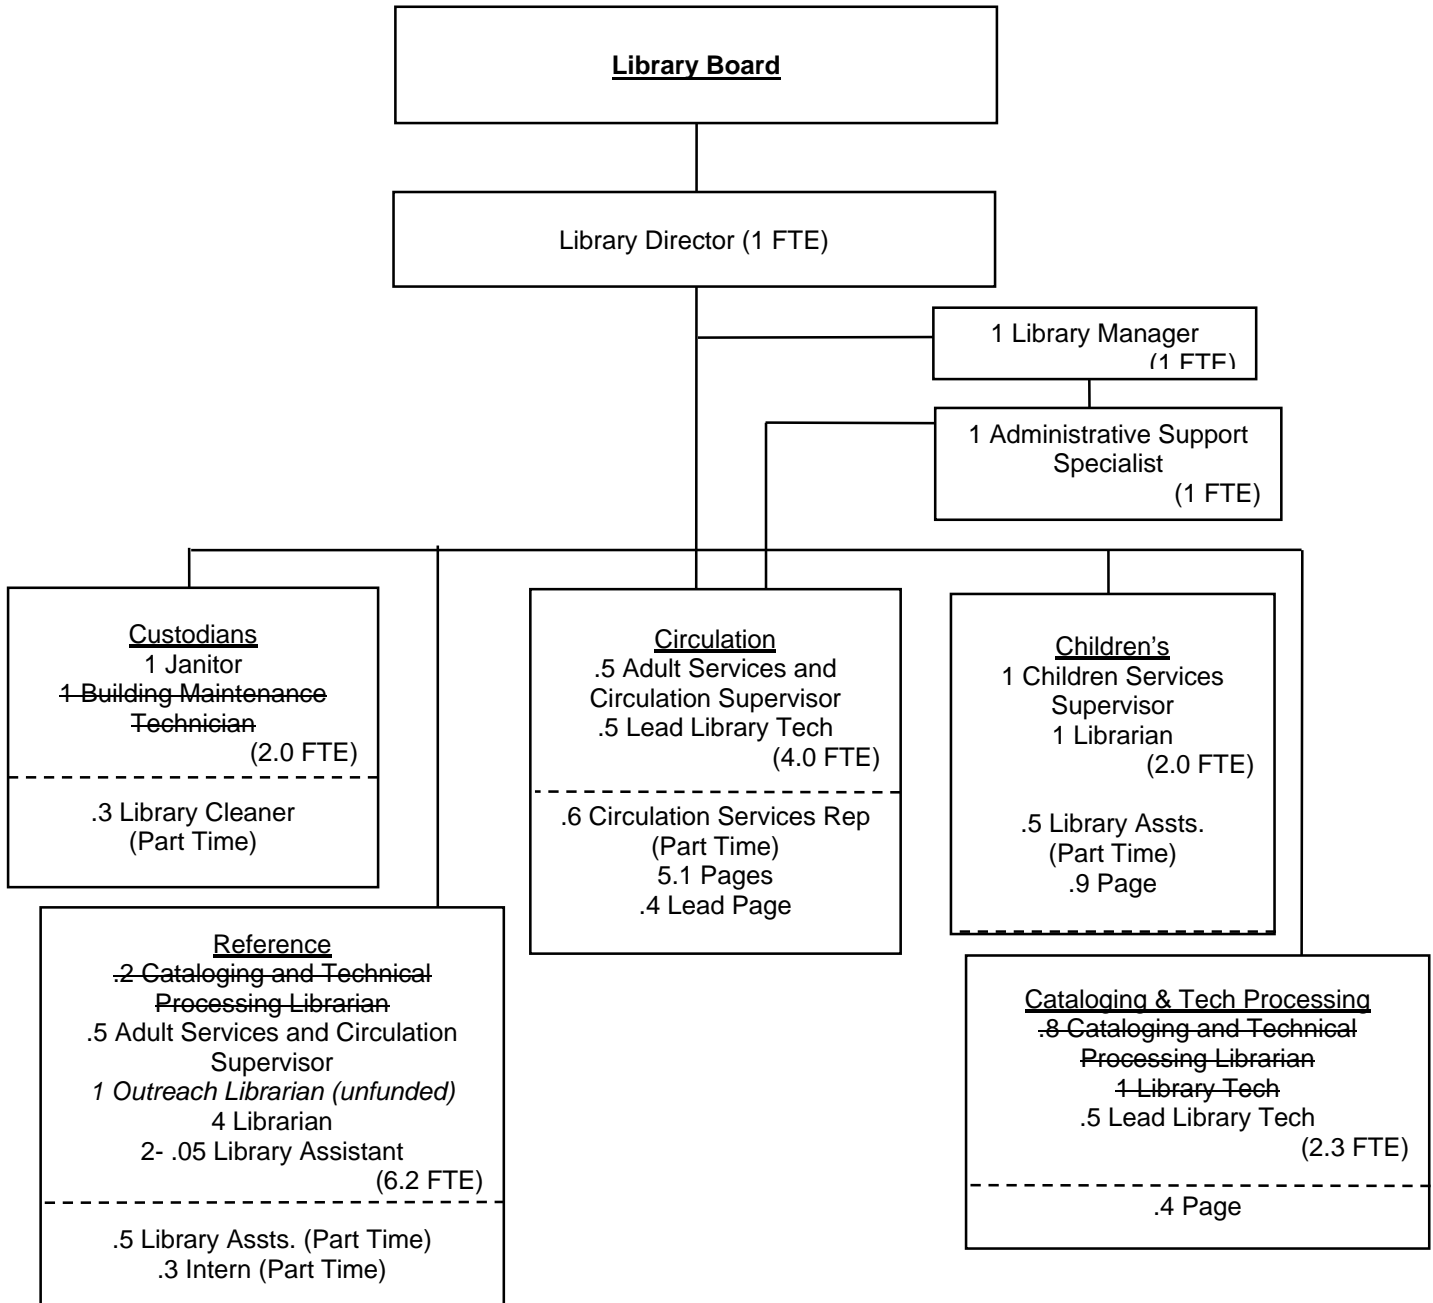 Library Board
Library Director (1 FTE)
1 Library Manager
(1 FTE)
1 Administrative Support
Specialist
(1 FTE)
Custodians
1 Janitor
1 Building Maintenance
Technician
(2.0 FTE)
.3 Library Cleaner
(Part Time)
Circulation
.5 Adult Services and
Circulation Supervisor
.5 Lead Library Tech
(4.0 FTE)
.6 Circulation Services Rep
(Part Time)
5.1 Pages
.4 Lead Page
Children's
1 Children Services
Supervisor
1 Librarian
(2.0 FTE)
.5 Library Assts.
(Part Time)
.9 Page
Reference
.2 Cataloging and Technical
Processing Librarian
.5 Adult Services and Circulation
Supervisor
1 Outreach Librarian (unfunded)
4 Librarian
2- .05 Library Assistant
(6.2 FTE)
.5 Library Assts. (Part Time)
.3 Intern (Part Time)
Cataloging & Tech Processing
.8 Cataloging and Technical
Processing Librarian
1 Library Tech
.5 Lead Library Tech
(2.3 FTE)
.4 Page